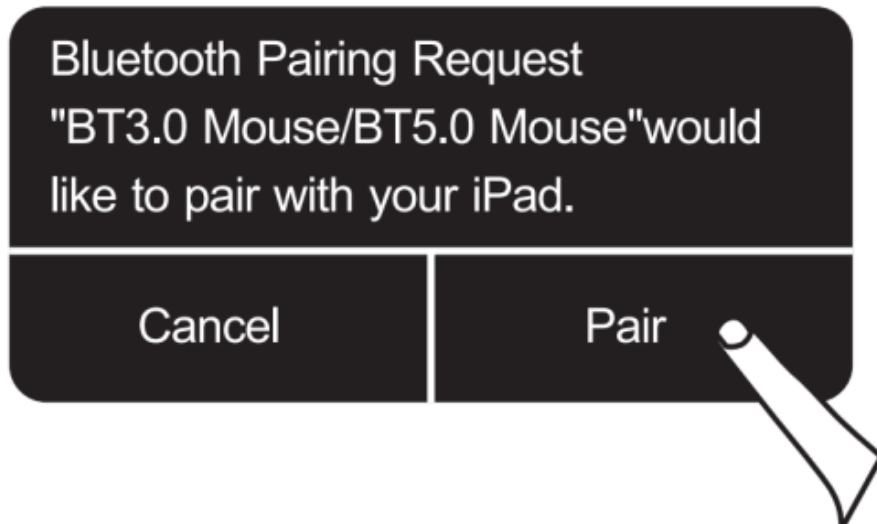 Bluetooth Pairing Request
"BT3.0 Mouse/BT5.0 Mouse"would
like to pair with your iPad.
Cancel
Pair